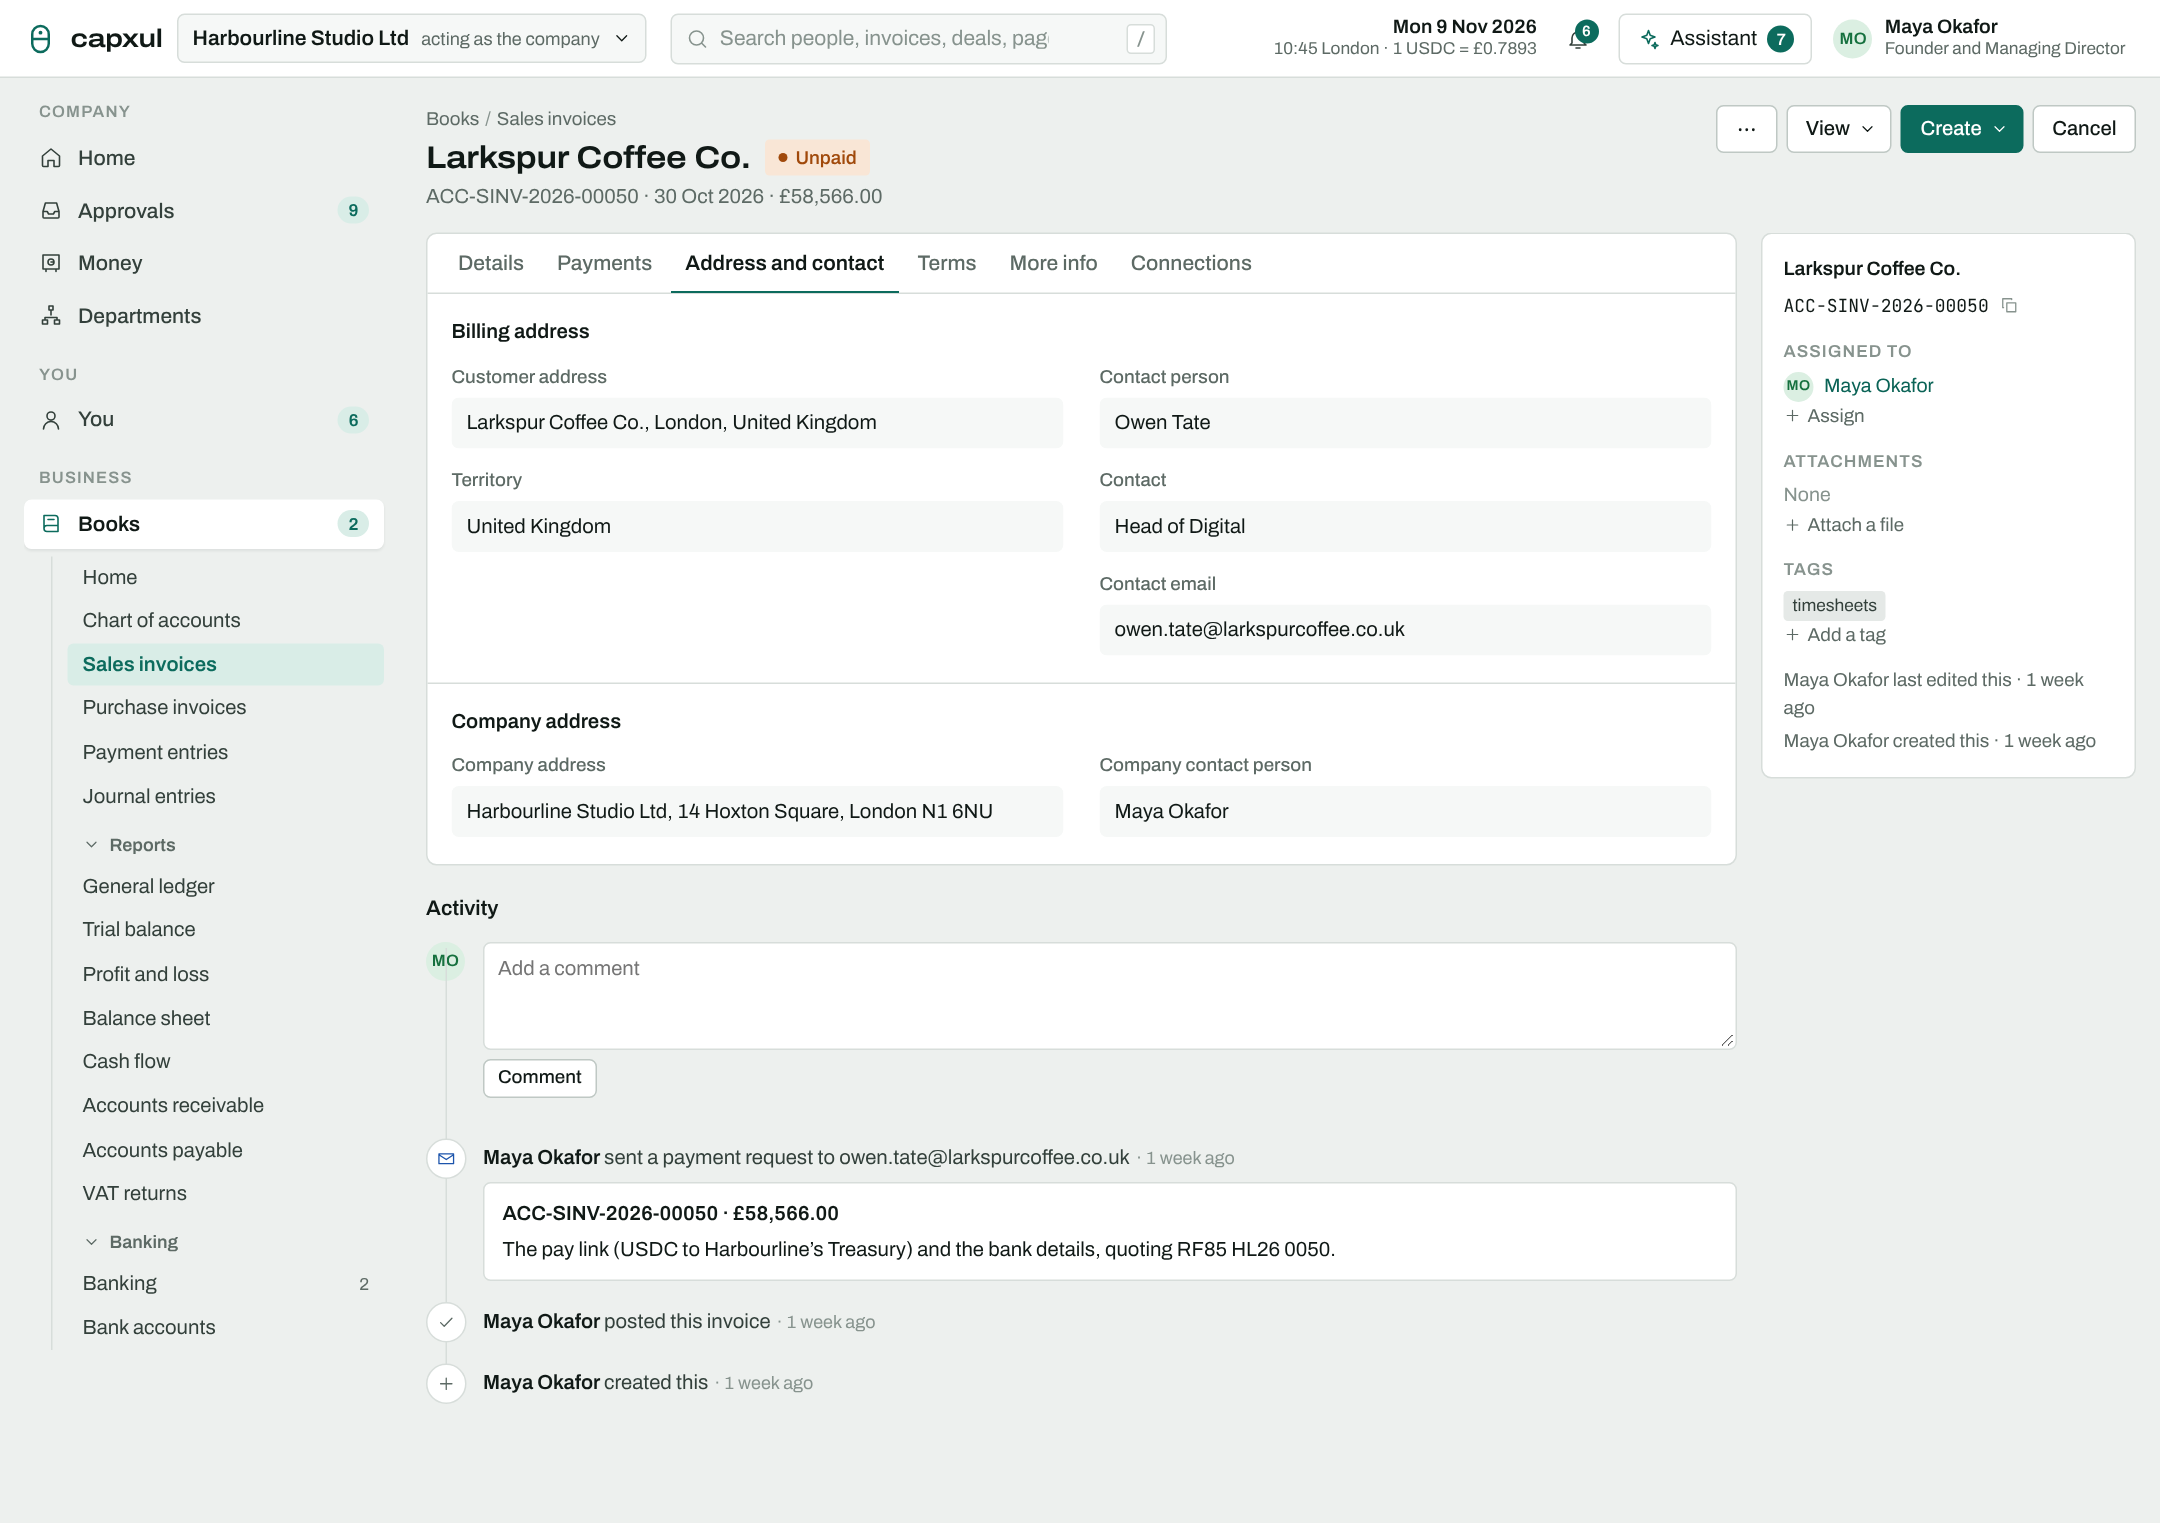 capxul
Harbourline Studio Ltd acting as the company
Search people, invoices, deals, pag
/
Mon 9 Nov 2026
10:45 London · 1 USDC = £0.7893
6
Assistant 7
MO
Maya Okafor
Founder and Managing Director
COMPANY
Home
Approvals 9
Money
Departments
YOU
You 6
BUSINESS
Books 2
Home
Chart of accounts
Sales invoices
Purchase invoices
Payment entries
Journal entries
Reports
General ledger
Trial balance
Profit and loss
Balance sheet
Cash flow
Accounts receivable
Accounts payable
VAT returns
Banking
Banking 2
Bank accounts
Books / Sales invoices
Larkspur Coffee Co. Unpaid
ACC-SINV-2026-00050 · 30 Oct 2026 · £58,566.00
··· View Create Cancel
Details Payments Address and contact Terms More info Connections
Billing address
Customer address
Larkspur Coffee Co., London, United Kingdom
Territory
United Kingdom
Contact person
Owen Tate
Contact
Head of Digital
Contact email
owen.tate@larkspurcoffee.co.uk
Company address
Company address
Harbourline Studio Ltd, 14 Hoxton Square, London N1 6NU
Company contact person
Maya Okafor
Activity
MO
Add a comment
Comment
Maya Okafor sent a payment request to owen.tate@larkspurcoffee.co.uk · 1 week ago
ACC-SINV-2026-00050 · £58,566.00
The pay link (USDC to Harbourline’s Treasury) and the bank details, quoting RF85 HL26 0050.
Maya Okafor posted this invoice · 1 week ago
Maya Okafor created this · 1 week ago
Larkspur Coffee Co.
ACC-SINV-2026-00050
ASSIGNED TO
MO Maya Okafor
+ Assign
ATTACHMENTS
None
+ Attach a file
TAGS
timesheets
+ Add a tag
Maya Okafor last edited this · 1 week
ago
Maya Okafor created this · 1 week ago